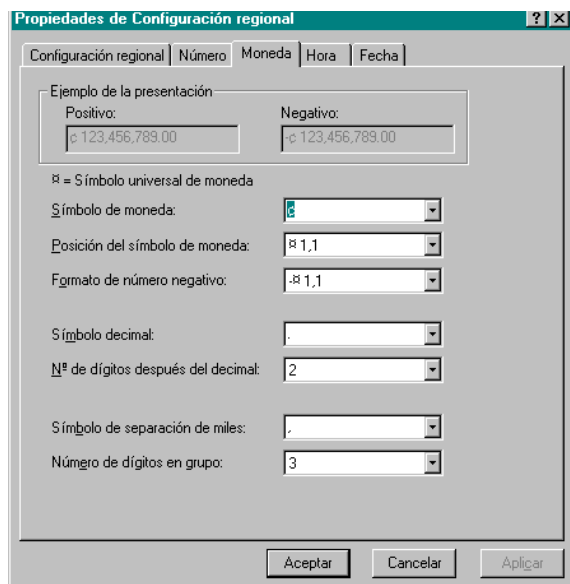 Propiedades de Configuración regional ? ×
Configuración regional Número Moneda Hora Fecha
Ejemplo de la presentación
Positivo: Negativo:
¢ 123,456,789.00 -¢ 123,456,789.00
¤ = Símbolo universal de moneda
Símbolo de moneda: ¢
Posición del símbolo de moneda: ¤ 1,1
Formato de número negativo: -¤ 1,1
Símbolo decimal: .
Nº de dígitos después del decimal: 2
Símbolo de separación de miles: ,
Número de dígitos en grupo: 3
Aceptar Cancelar Aplicar